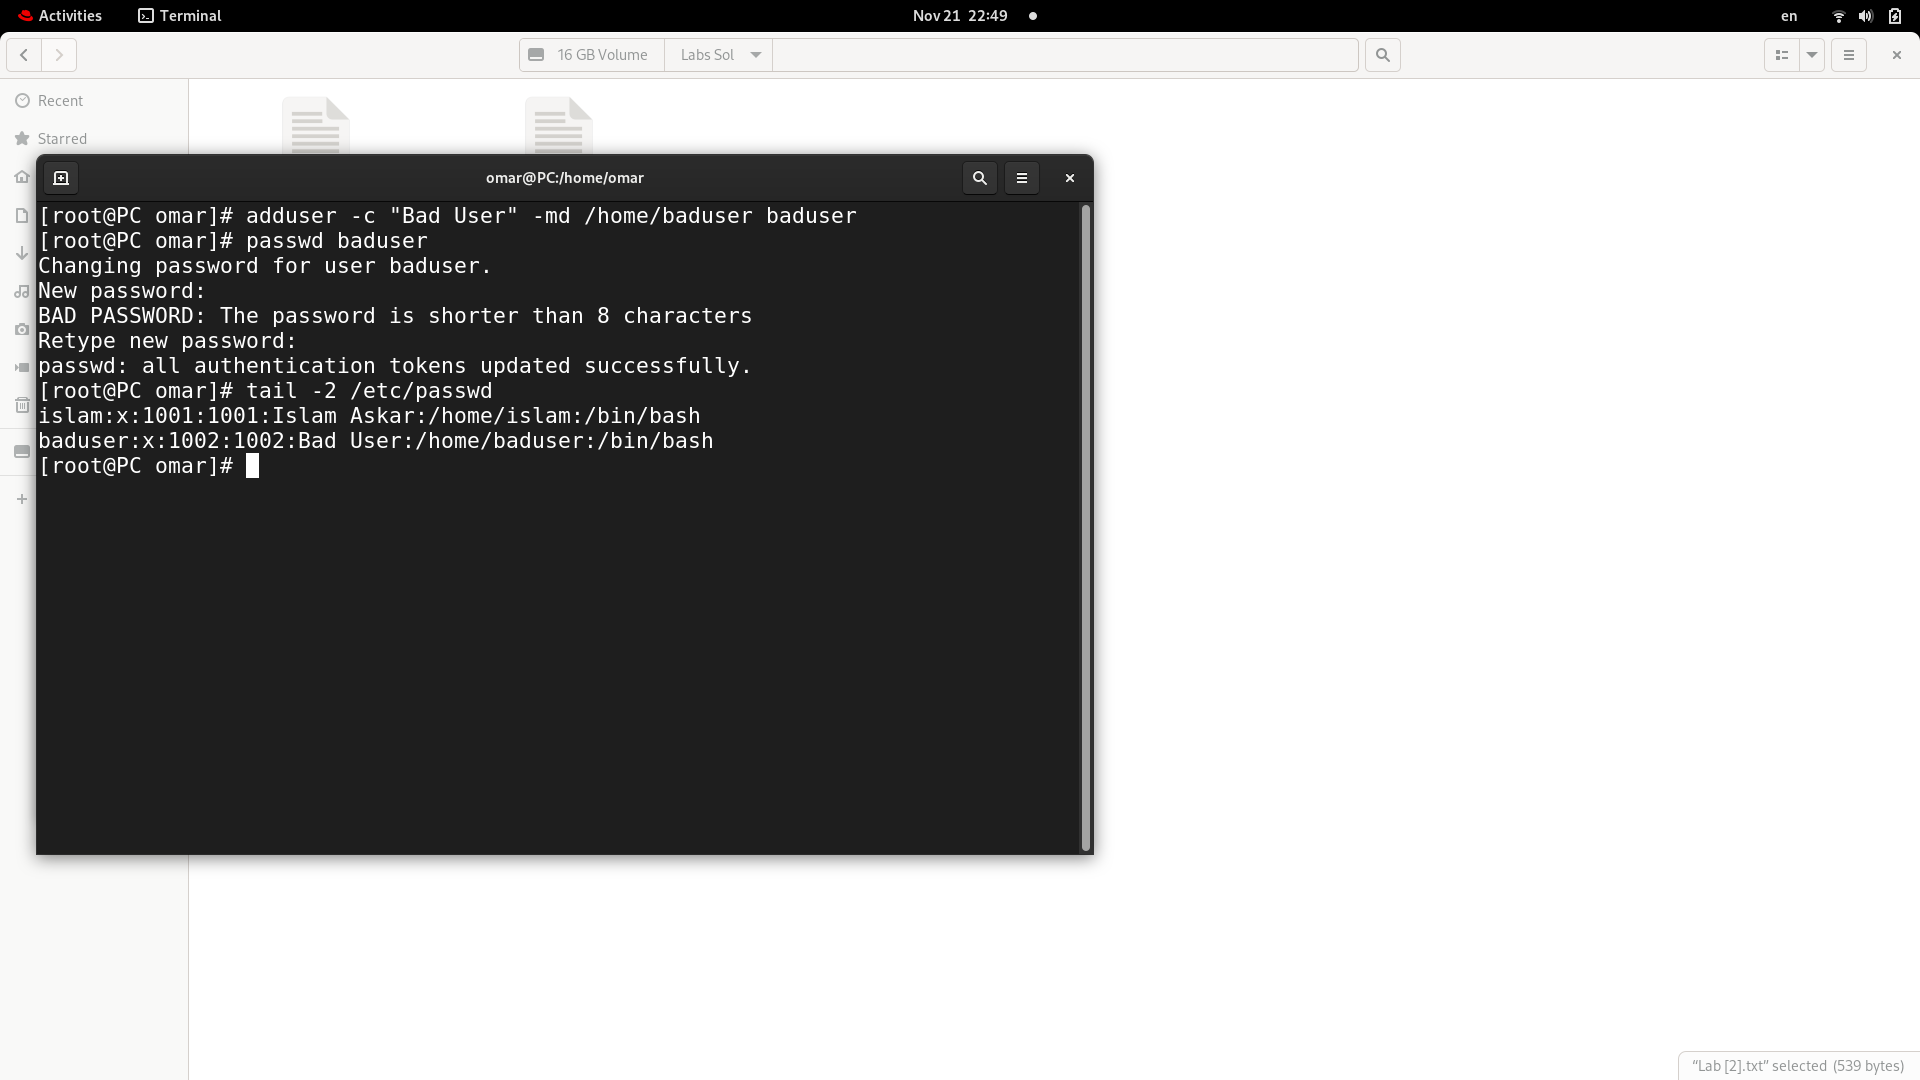 Activities
Terminal
Nov 21 22:49
en
16 GB Volume
Labs Sol
Recent
Starred
omar@PC:/home/omar
[root@PC omar]# adduser -c "Bad User" -md /home/baduser baduser
[root@PC omar]# passwd baduser
Changing password for user baduser.
New password:
BAD PASSWORD: The password is shorter than 8 characters
Retype new password:
passwd: all authentication tokens updated successfully.
[root@PC omar]# tail -2 /etc/passwd
islam:x:1001:1001:Islam Askar:/home/islam:/bin/bash
baduser:x:1002:1002:Bad User:/home/baduser:/bin/bash
[root@PC omar]#
“Lab [2].txt” selected (539 bytes)